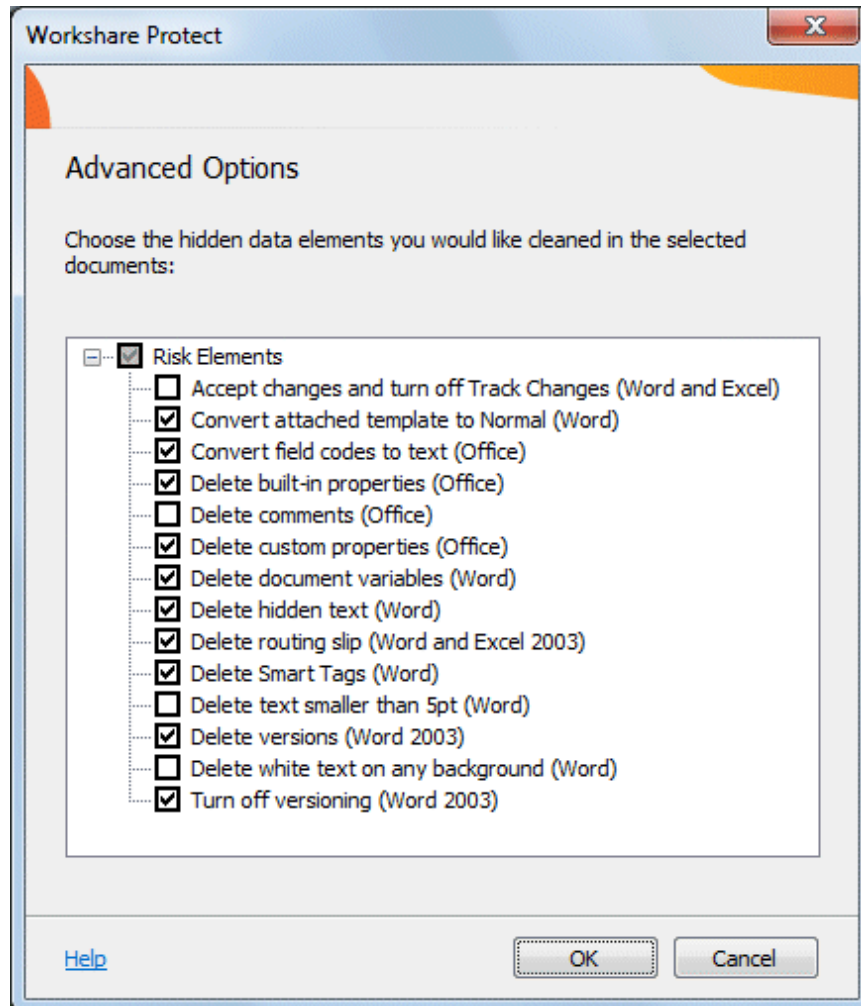 Workshare Protect
Advanced Options
Choose the hidden data elements you would like cleaned in the selected
documents:
Risk Elements
Accept changes and turn off Track Changes (Word and Excel)
Convert attached template to Normal (Word)
Convert field codes to text (Office)
Delete built-in properties (Office)
Delete comments (Office)
Delete custom properties (Office)
Delete document variables (Word)
Delete hidden text (Word)
Delete routing slip (Word and Excel 2003)
Delete Smart Tags (Word)
Delete text smaller than 5pt (Word)
Delete versions (Word 2003)
Delete white text on any background (Word)
Turn off versioning (Word 2003)
Help OK Cancel